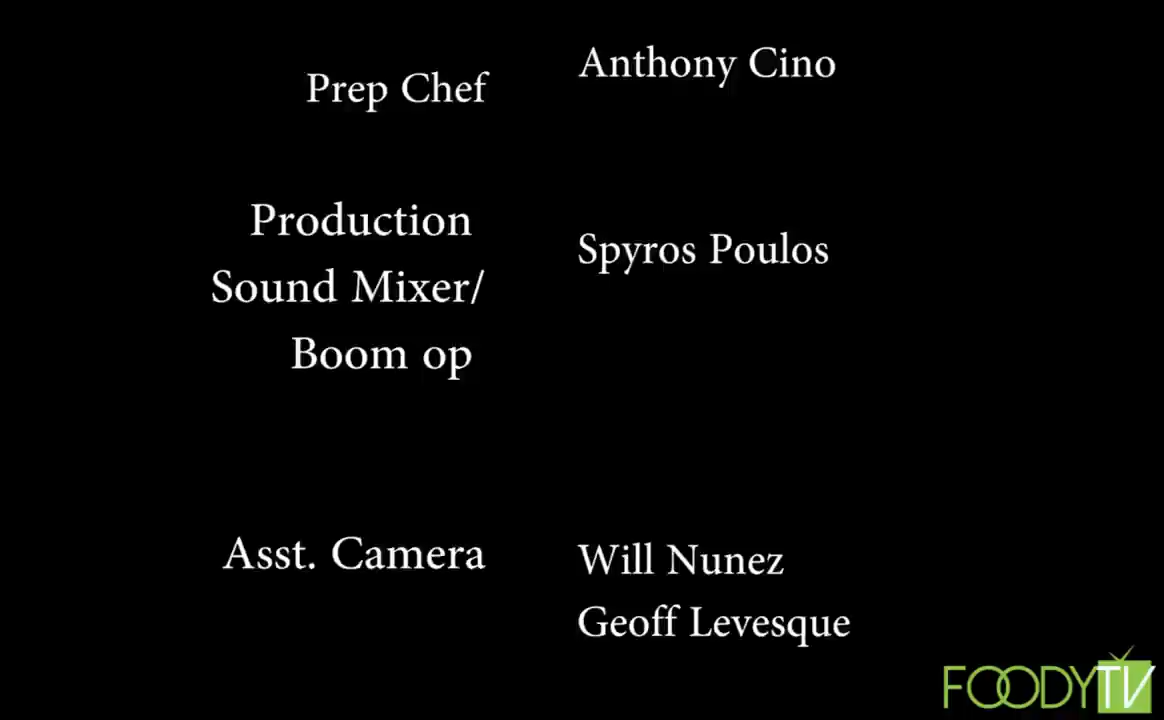 Prep Chef
Anthony Cino
Production
Sound Mixer/
Boom op
Spyros Poulos
Asst. Camera
Will Nunez
Geoff Levesque
FOODYTV